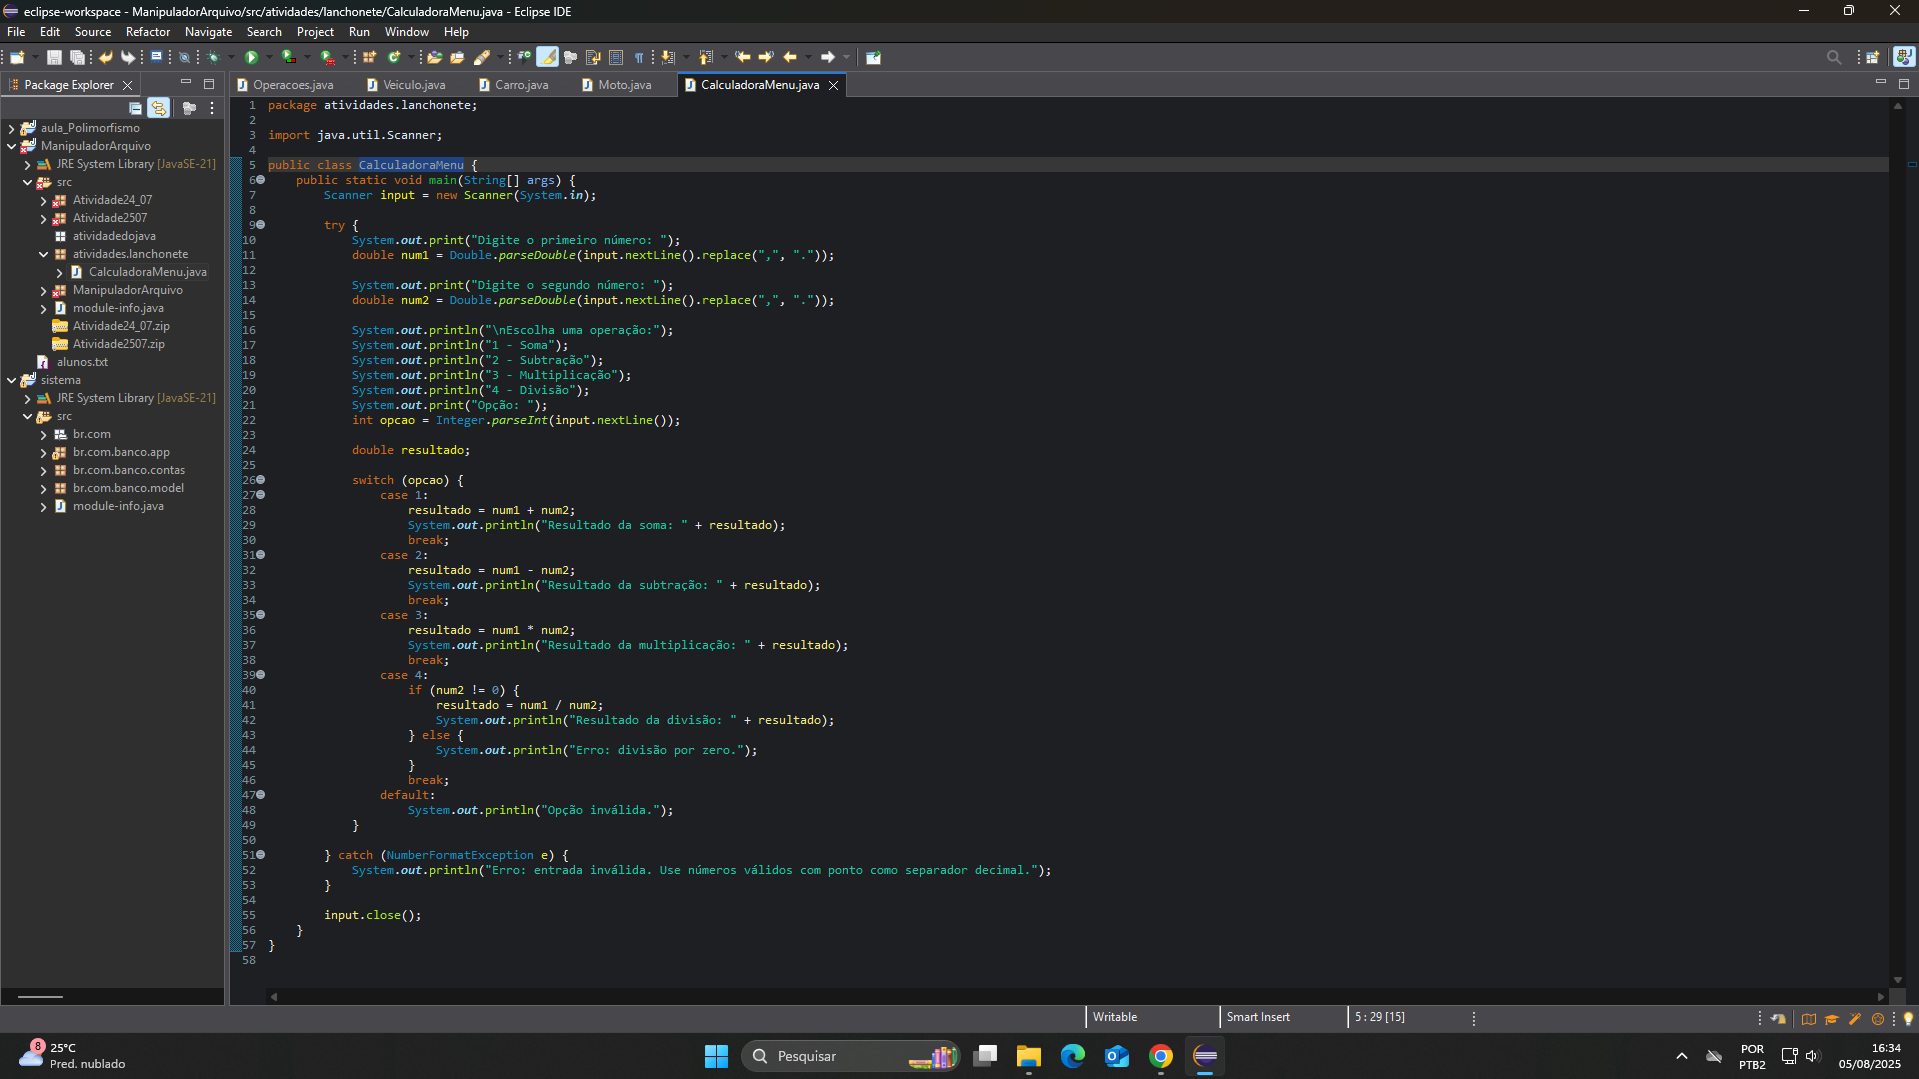 eclipse-workspace - ManipuladorArquivo/src/atividades/lanchonete/CalculadoraMenu.java - Eclipse IDE
File Edit Source Refactor Navigate Search Project Run Window Help
Package Explorer
aula_Polimorfismo
ManipuladorArquivo
JRE System Library [JavaSE-21]
src
Atividade24_07
Atividade2507
atividadedojava
atividades.lanchonete
CalculadoraMenu.java
ManipuladorArquivo
module-info.java
Atividade24_07.zip
Atividade2507.zip
alunos.txt
sistema
JRE System Library [JavaSE-21]
src
br.com
br.com.banco.app
br.com.banco.contas
br.com.banco.model
module-info.java
Operacoes.java Veiculo.java Carro.java Moto.java CalculadoraMenu.java
1 package atividades.lanchonete;
2
3 import java.util.Scanner;
4
5 public class CalculadoraMenu {
6 public static void main(String[] args) {
7 Scanner input = new Scanner(System.in);
8
9 try {
10 System.out.print("Digite o primeiro número: ");
11 double num1 = Double.parseDouble(input.nextLine().replace(",", "."));
12
13 System.out.print("Digite o segundo número: ");
14 double num2 = Double.parseDouble(input.nextLine().replace(",", "."));
15
16 System.out.println("\nEscolha uma operação:");
17 System.out.println("1 - Soma");
18 System.out.println("2 - Subtração");
19 System.out.println("3 - Multiplicação");
20 System.out.println("4 - Divisão");
21 System.out.print("Opção: ");
22 int opcao = Integer.parseInt(input.nextLine());
23
24 double resultado;
25
26 switch (opcao) {
27 case 1:
28 resultado = num1 + num2;
29 System.out.println("Resultado da soma: " + resultado);
30 break;
31 case 2:
32 resultado = num1 - num2;
33 System.out.println("Resultado da subtração: " + resultado);
34 break;
35 case 3:
36 resultado = num1 * num2;
37 System.out.println("Resultado da multiplicação: " + resultado);
38 break;
39 case 4:
40 if (num2 != 0) {
41 resultado = num1 / num2;
42 System.out.println("Resultado da divisão: " + resultado);
43 } else {
44 System.out.println("Erro: divisão por zero.");
45 }
46 break;
47 default:
48 System.out.println("Opção inválida.");
49 }
50
51 } catch (NumberFormatException e) {
52 System.out.println("Erro: entrada inválida. Use números válidos com ponto como separador decimal.");
53 }
54
55 input.close();
56 }
57 }
58
Writable Smart Insert 5 : 29 [15]
8
25°C
Pred. nublado
Pesquisar
POR
PTB2
16:34
05/08/2025